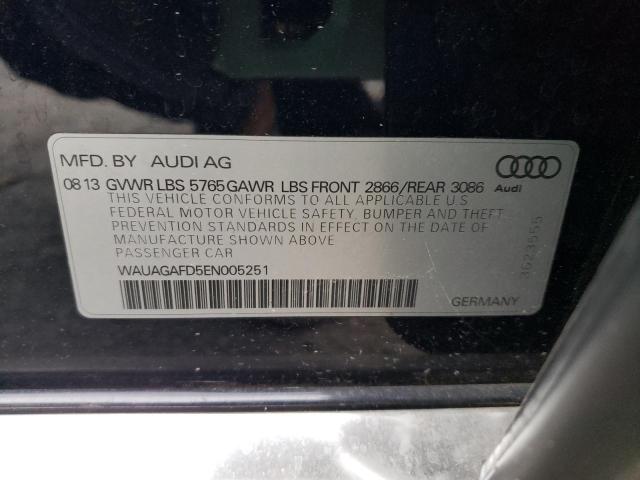 MFD. BY AUDI AG
08 13 GVWR LBS 5765 GAWR LBS FRONT 2866/REAR 3086
Audi
THIS VEHICLE CONFORMS TO ALL APPLICABLE U.S
FEDERAL MOTOR VEHICLE SAFETY, BUMPER AND THEFT
PREVENTION STANDARDS IN EFFECT ON THE DATE OF
MANUFACTURE SHOWN ABOVE
PASSENGER CAR
WAUAGAFD5EN005251
GERMANY
3623555